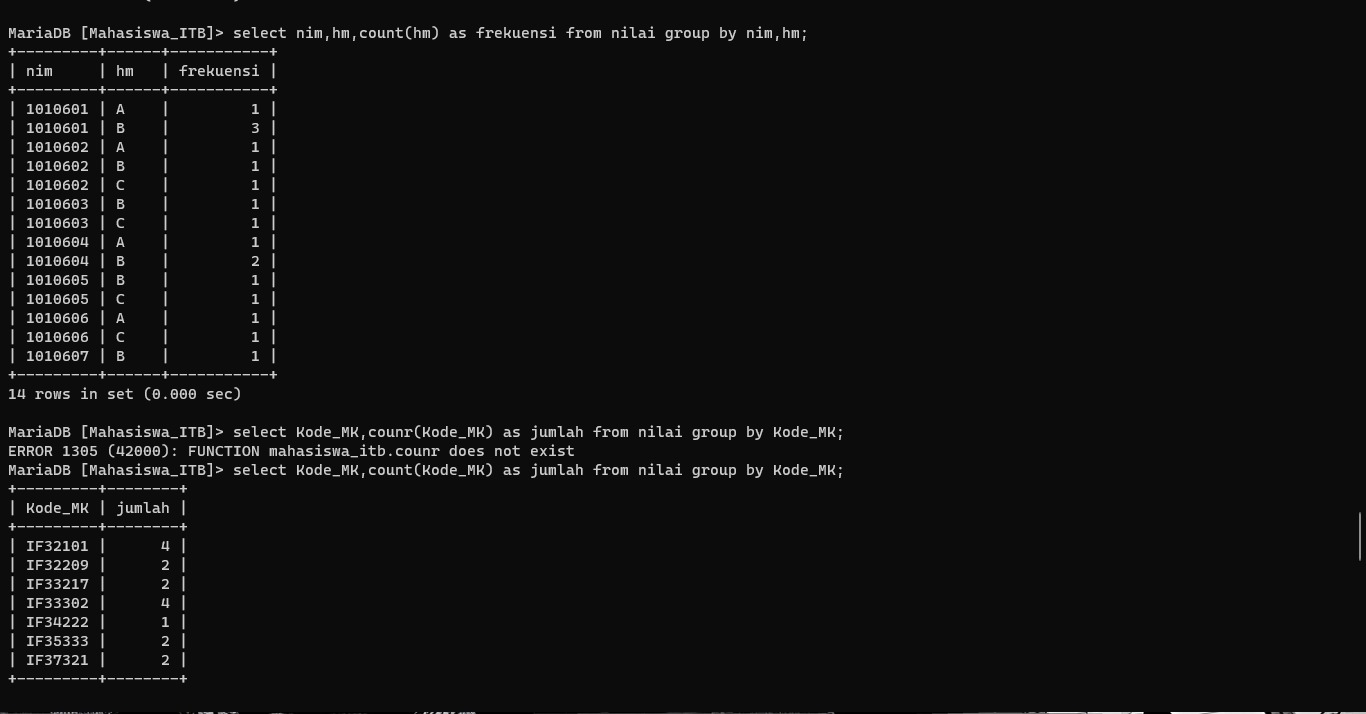 MariaDB [Mahasiswa_ITB]> select nim,hm,count(hm) as frekuensi from nilai group by nim,hm;
+---------+------+-----------+
| nim     | hm   | frekuensi |
+---------+------+-----------+
| 1010601 | A    |         1 |
| 1010601 | B    |         3 |
| 1010602 | A    |         1 |
| 1010602 | B    |         1 |
| 1010602 | C    |         1 |
| 1010603 | B    |         1 |
| 1010603 | C    |         1 |
| 1010604 | A    |         1 |
| 1010604 | B    |         2 |
| 1010605 | B    |         1 |
| 1010605 | C    |         1 |
| 1010606 | A    |         1 |
| 1010606 | C    |         1 |
| 1010607 | B    |         1 |
+---------+------+-----------+
14 rows in set (0.000 sec)
MariaDB [Mahasiswa_ITB]> select Kode_MK,counr(Kode_MK) as jumlah from nilai group by Kode_MK;
ERROR 1305 (42000): FUNCTION mahasiswa_itb.counr does not exist
MariaDB [Mahasiswa_ITB]> select Kode_MK,count(Kode_MK) as jumlah from nilai group by Kode_MK;
+---------+--------+
| Kode_MK | jumlah |
+---------+--------+
| IF32101 |      4 |
| IF32209 |      2 |
| IF33217 |      2 |
| IF33302 |      4 |
| IF34222 |      1 |
| IF35333 |      2 |
| IF37321 |      2 |
+---------+--------+